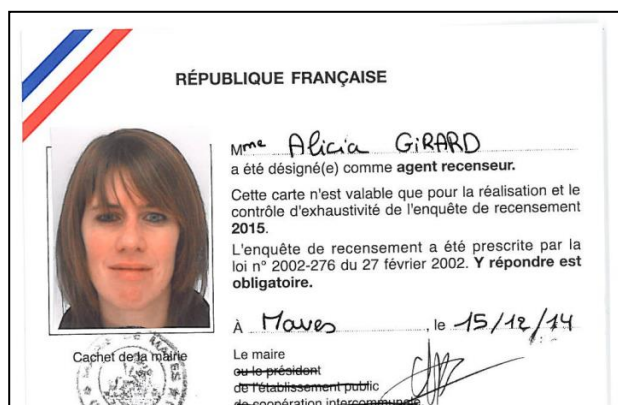 RÉPUBLIQUE FRANÇAISE
Mme Alicia GIRARD
a été désigné(e) comme agent recenseur.
Cette carte n'est valable que pour la réalisation et le
contrôle d'exhaustivité de l'enquête de recensement
2015.
L'enquête de recensement a été prescrite par la
loi n° 2002-276 du 27 février 2002. Y répondre est
obligatoire.
À Maves, le 15/12/14
Cachet de la mairie
Le maire
ou le président
de l'établissement public
de coopération intercommunale